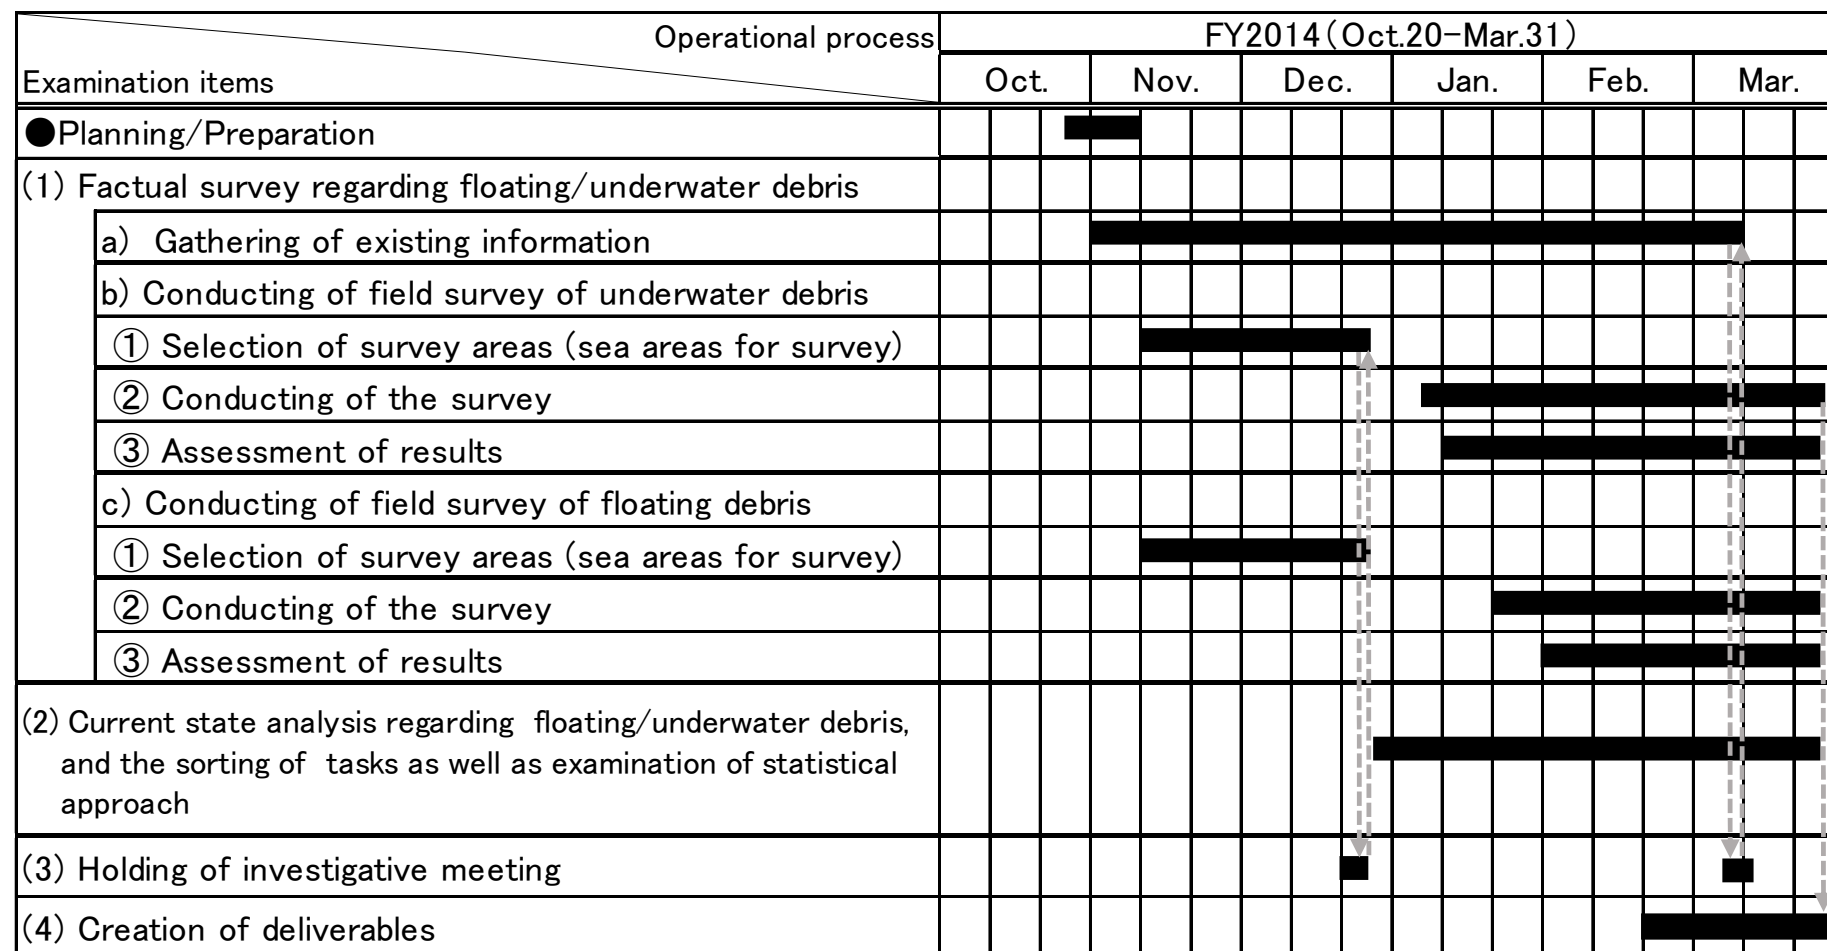 Operational process
FY2014(Oct.20-Mar.31)
Examination items
Oct.
Nov.
Dec.
Jan.
Feb.
Mar.
●Planning/Preparation
(1) Factual survey regarding floating/underwater debris
a) Gathering of existing information
b) Conducting of field survey of underwater debris
① Selection of survey areas (sea areas for survey)
② Conducting of the survey
③ Assessment of results
c) Conducting of field survey of floating debris
① Selection of survey areas (sea areas for survey)
② Conducting of the survey
③ Assessment of results
(2) Current state analysis regarding floating/underwater debris,
and the sorting of tasks as well as examination of statistical
approach
(3) Holding of investigative meeting
(4) Creation of deliverables